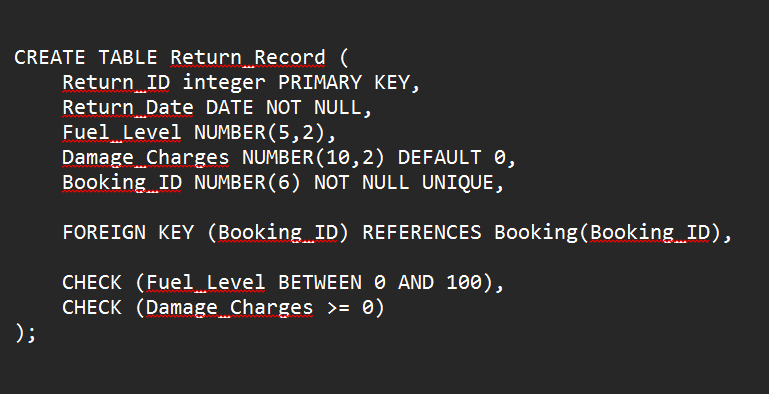 CREATE TABLE Return_Record (
Return_ID integer PRIMARY KEY,
Return_Date DATE NOT NULL,
Fuel_Level NUMBER(5,2),
Damage_Charges NUMBER(10,2) DEFAULT 0,
Booking_ID NUMBER(6) NOT NULL UNIQUE,
FOREIGN KEY (Booking_ID) REFERENCES Booking(Booking_ID),
CHECK (Fuel_Level BETWEEN 0 AND 100),
CHECK (Damage_Charges >= 0)
);